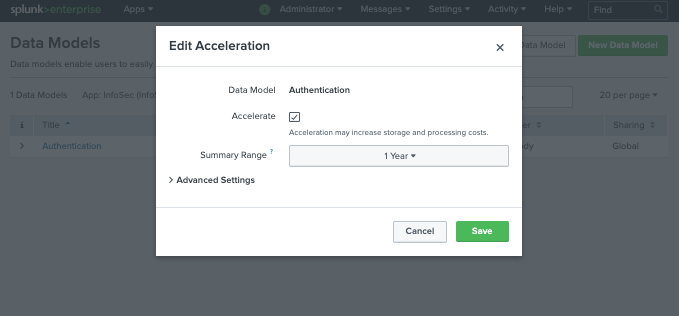 splunk>enterprise Apps Administrator Messages Settings Activity Help Find
Data Models
Data Model
New Data Model
Data models enable users to easily
1 Data Models App: InfoSec
20 per page
i Title
Sharing
Authentication
Global
Edit Acceleration
Data Model Authentication
Accelerate
Acceleration may increase storage and processing costs.
Summary Range ? 1 Year
Advanced Settings
Cancel Save